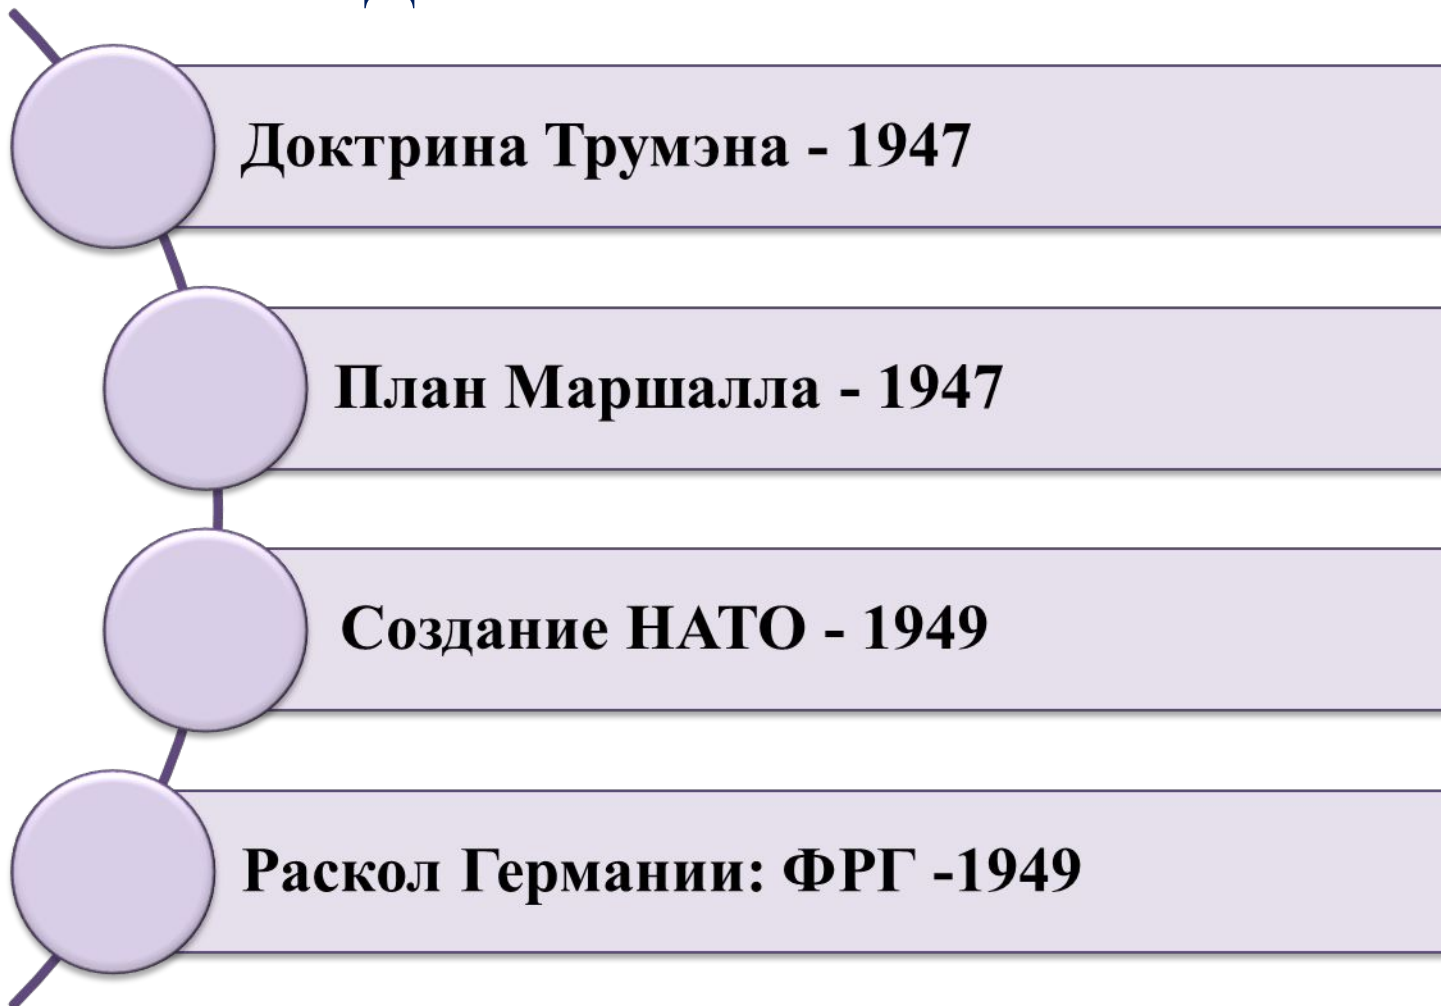 Доктрина Трумэна - 1947
План Маршалла - 1947
Создание НАТО - 1949
Раскол Германии: ФРГ -1949